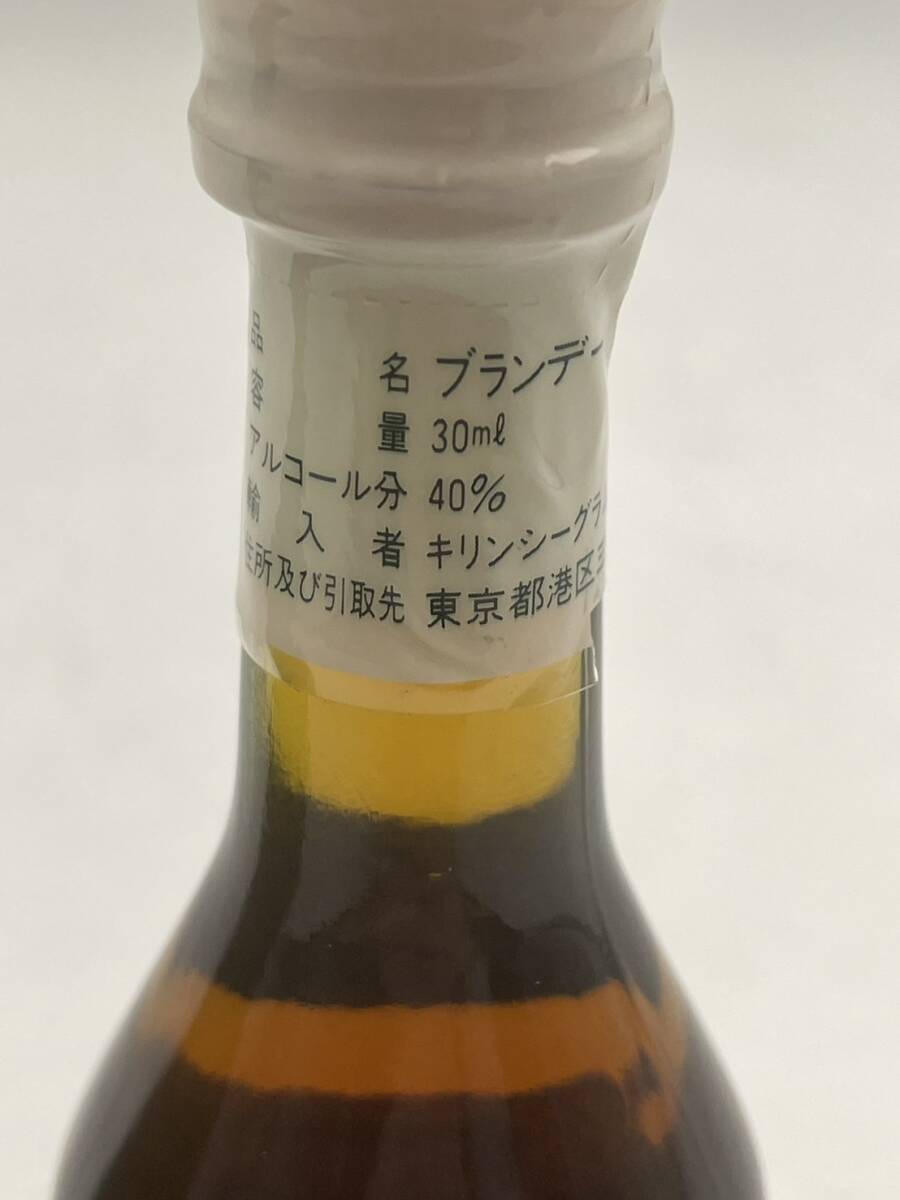 品名 ブランデー
容量 30ml
アルコール分 40%
輸入者 キリンシーグラ
住所及び引取先 東京都港区